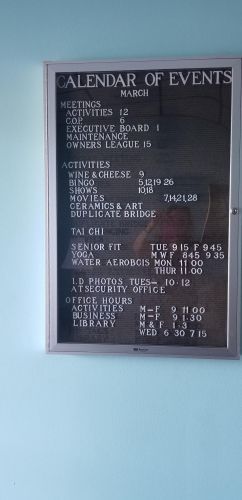 CALENDAR OF EVENTS
MARCH
MEETINGS
ACTIVITIES 12
C.O.P. 6
EXECUTIVE BOARD 1
MAINTENANCE
OWNERS LEAGUE 15
ACTIVITIES
WINE & CHEESE 9
BINGO 5,12,19 26
SHOWS 10,18
MOVIES 7,14,21,28
CERAMICS & ART
DUPLICATE BRIDGE
TAI CHI
SENIOR FIT TUE 9 15 F 9 45
YOGA M W F 8 45 9 35
WATER AEROBCIS MON 11 00
THUR 11 00
I.D PHOTOS TUES - 10-12
AT SECURITY OFFICE
OFFICE HOURS
ACTIVITIES M-F 9 11 00
BUSINESS M-F 9 1-30
LIBRARY M & F 1-3
WED 6 30 7 15